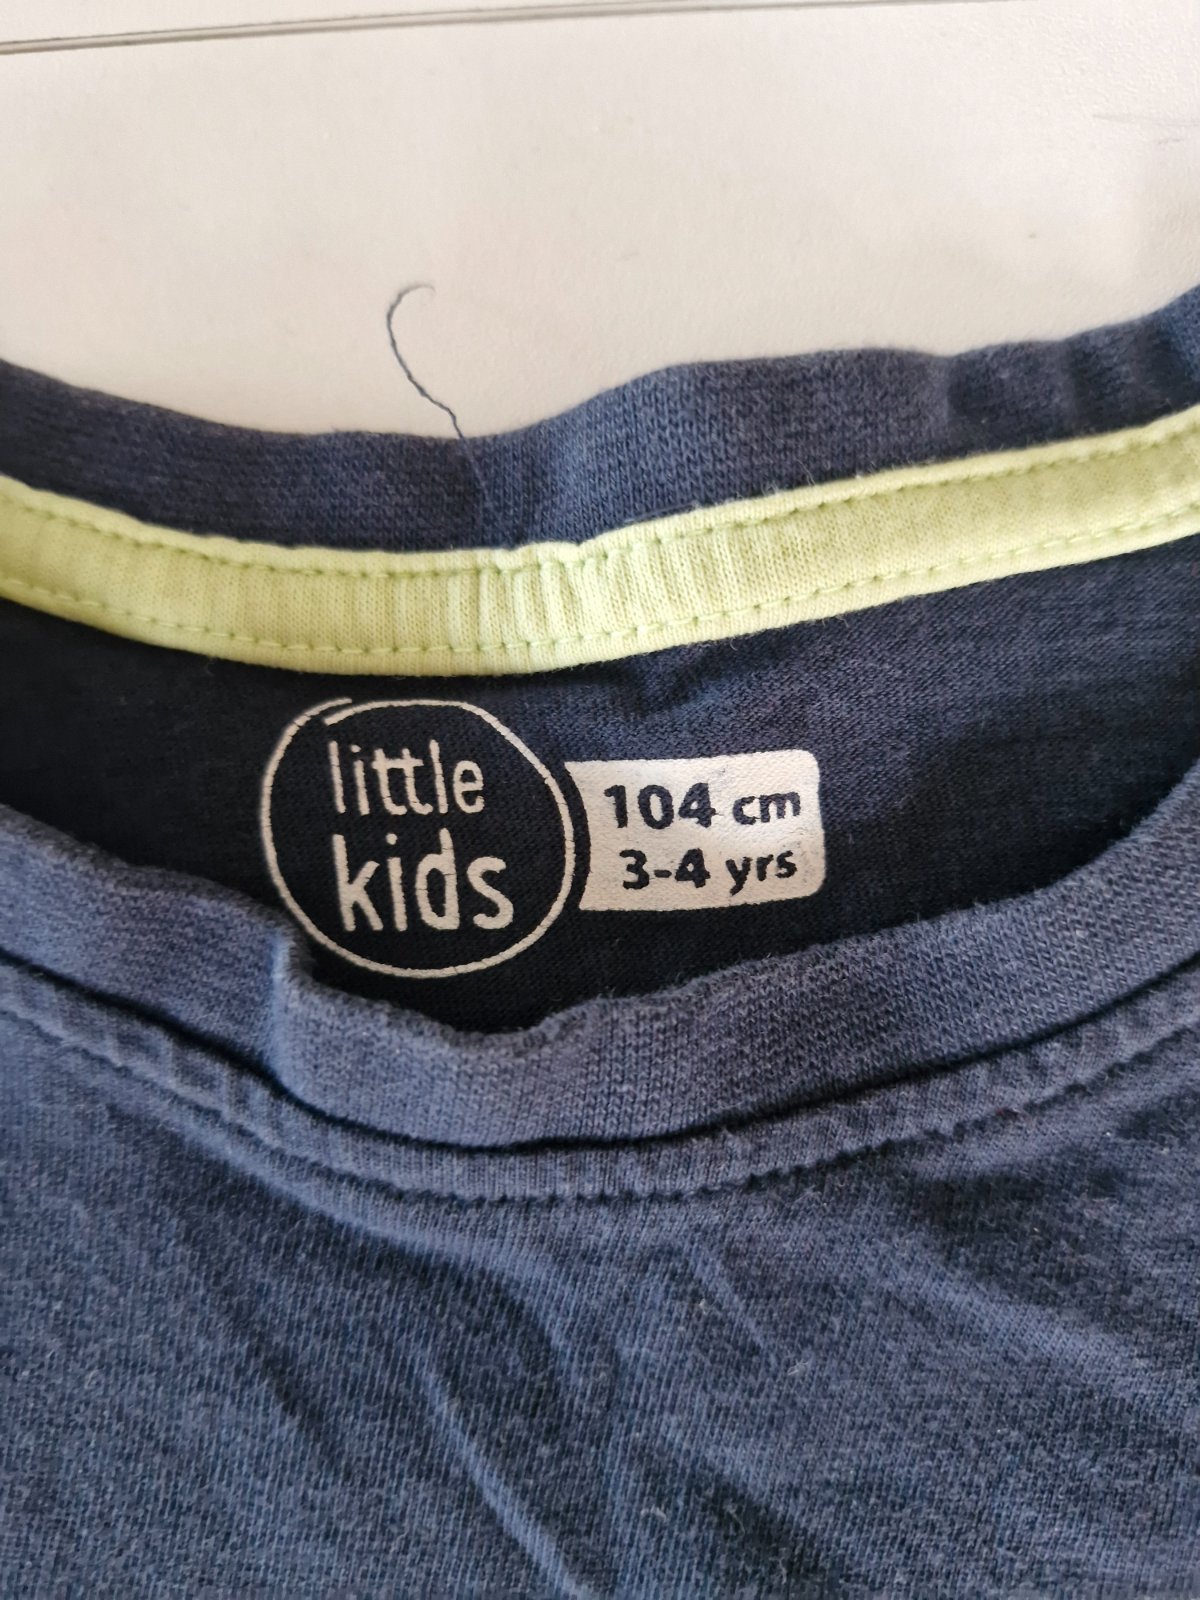 little
kids
104 cm
3-4 yrs